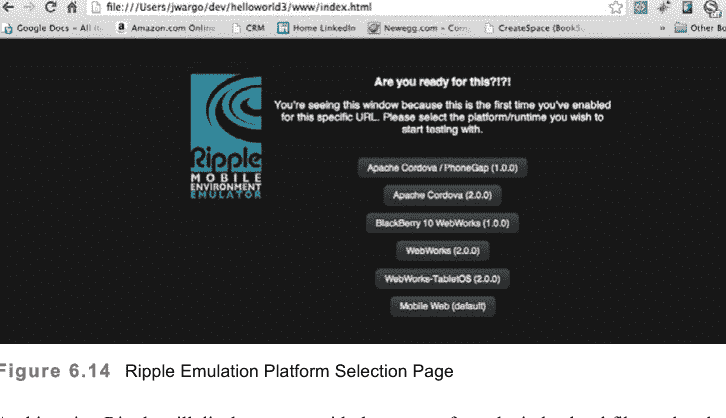 file:///Users/jwargo/dev/helloworld3/www/index.html
Google Docs - All it
Amazon.com Online
CRM
Home LinkedIn
Newegg.com - Com
CreateSpace (Book
Other Bo
Are you ready for this?!?!
You're seeing this window because this is the first time you've enabled
for this specific URL. Please select the platform/runtime you wish to
start testing with.
Ripple
MOBILE
ENVIRONMENT
EMULATOR
Apache Cordova / PhoneGap (1.0.0)
Apache Cordova (2.0.0)
BlackBerry 10 WebWorks (1.0.0)
WebWorks (2.0.0)
WebWorks-TabletOS (2.0.0)
Mobile Web (default)
Figure 6.14 Ripple Emulation Platform Selection Page